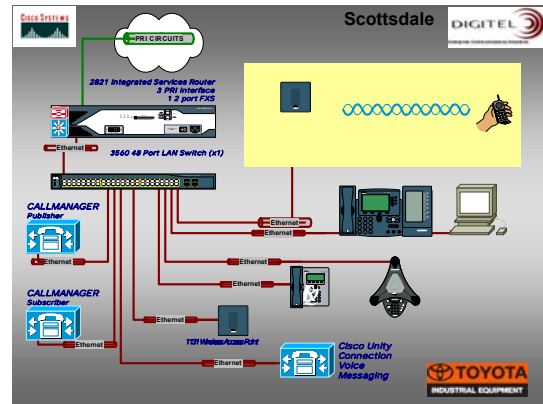 CISCO SYSTEMS
Scottsdale
DIGITEL
PRI CIRCUITS
2821 Integrated Services Router
3 PRI Interface
1 2 port FXS
Ethernet
3560 48 Port LAN Switch (x1)
CALLMANAGER
Publisher
Ethernet
Ethernet
Ethernet
Ethernet
Ethernet
CALLMANAGER
Subscriber
Ethernet
Ethernet
1131 Wireless Access Point
Ethernet
Cisco Unity
Connection
Voice
Messaging
TOYOTA
INDUSTRIAL EQUIPMENT